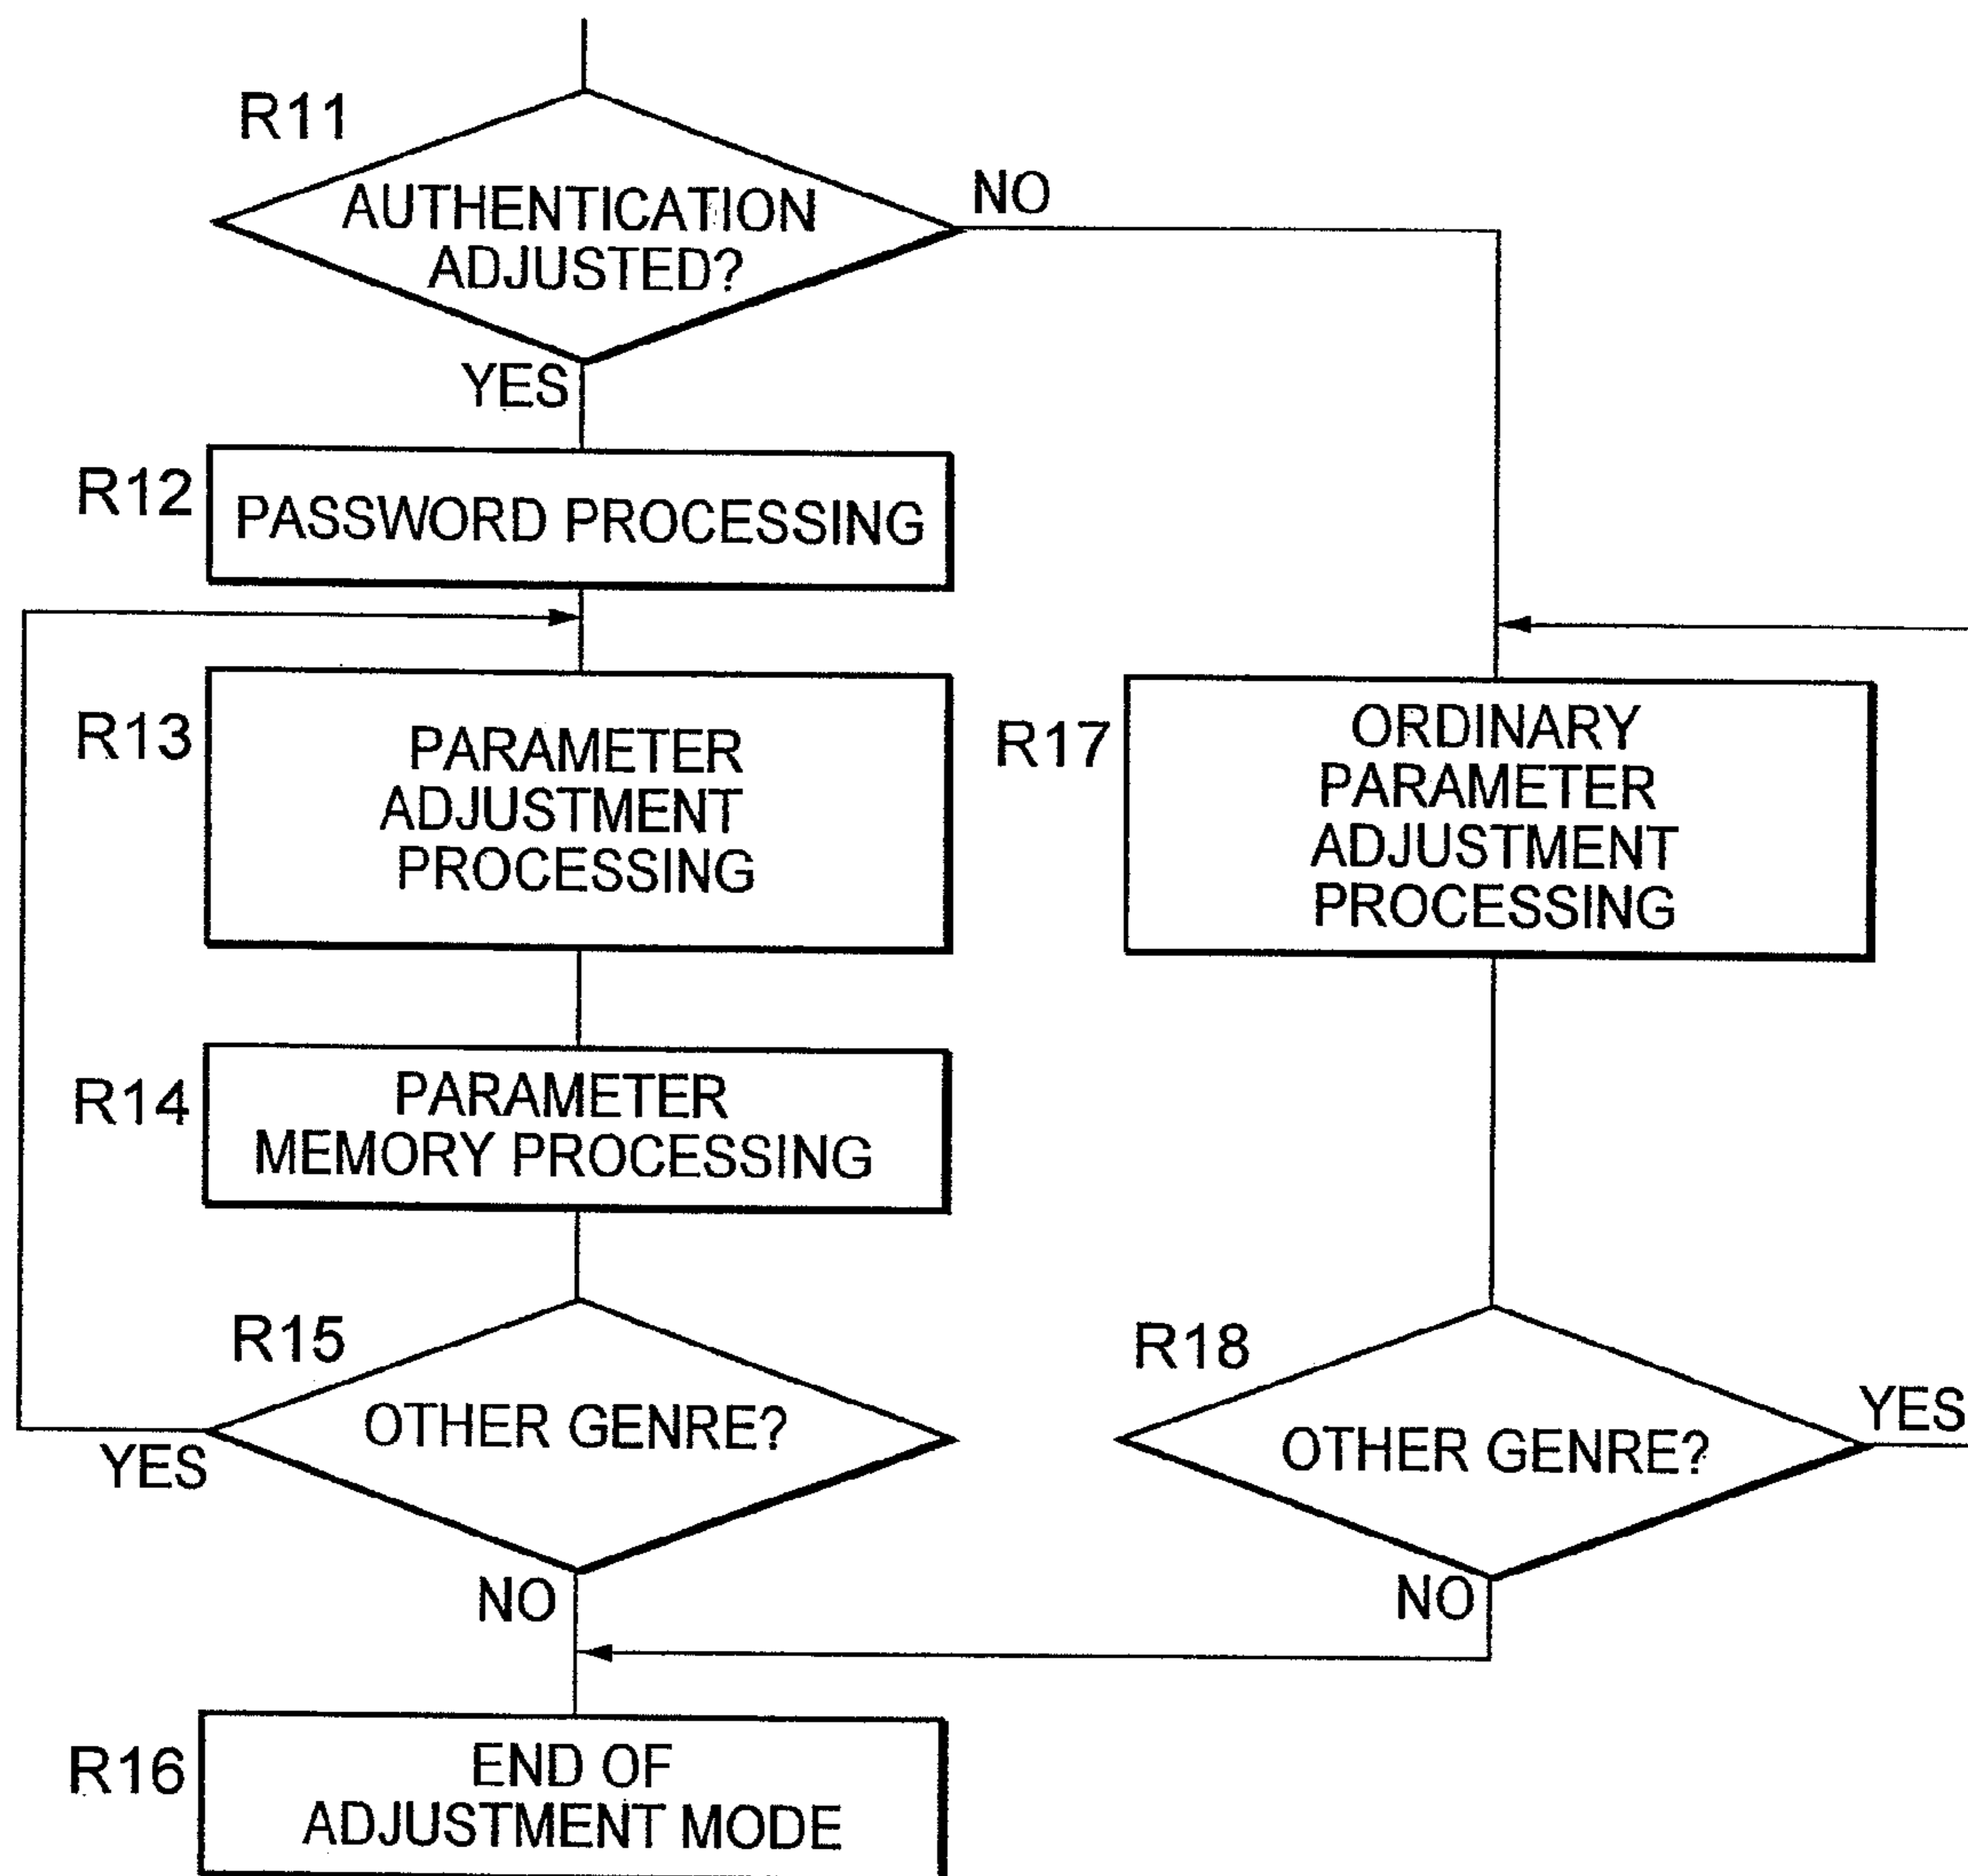 R11
AUTHENTICATION
ADJUSTED?
NO
YES
R12
PASSWORD PROCESSING
R13
PARAMETER
ADJUSTMENT
PROCESSING
R17
ORDINARY
PARAMETER
ADJUSTMENT
PROCESSING
R14
PARAMETER
MEMORY PROCESSING
R15
OTHER GENRE?
YES
NO
R18
OTHER GENRE?
YES
NO
R16
END OF
ADJUSTMENT MODE